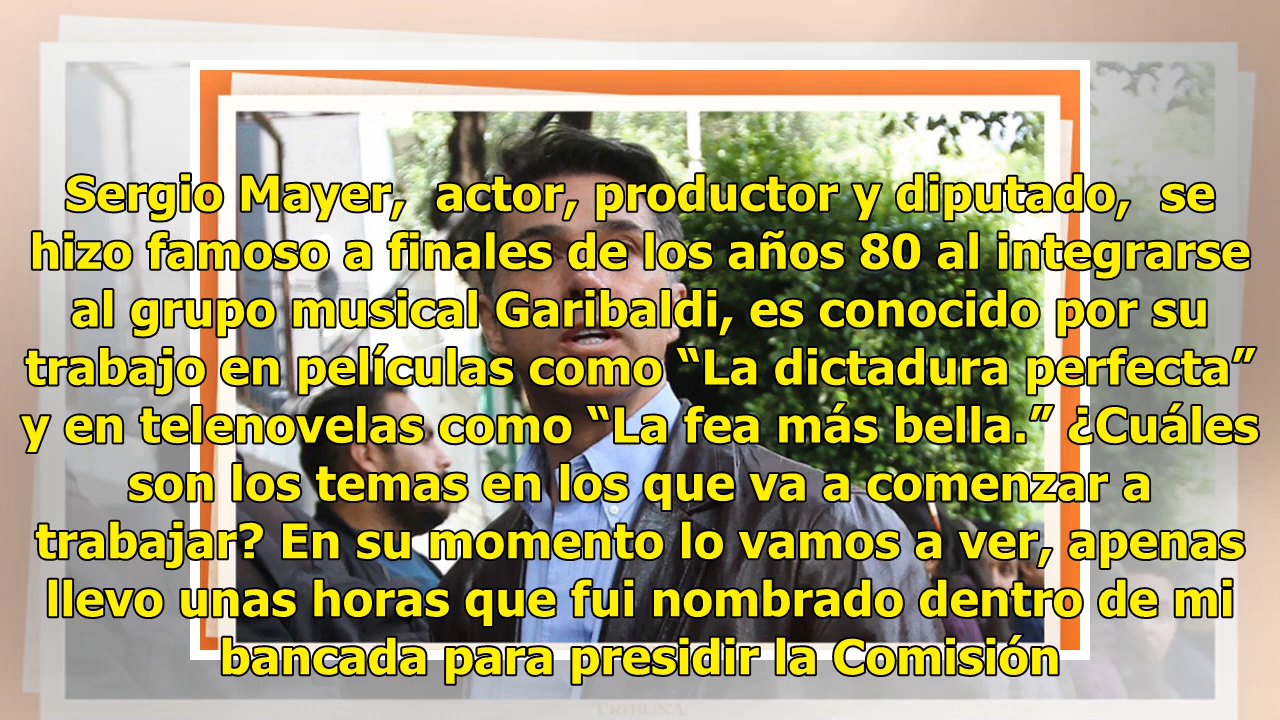 Sergio Mayer,  actor, productor y diputado,  se
hizo famoso a finales de los años 80 al integrarse
al grupo musical Garibaldi, es conocido por su
trabajo en películas como “La dictadura perfecta”
y en telenovelas como “La fea más bella.” ¿Cuáles
son los temas en los que va a comenzar a
trabajar? En su momento lo vamos a ver, apenas
llevo unas horas que fui nombrado dentro de mi
bancada para presidir la Comisión
TRIBUNA